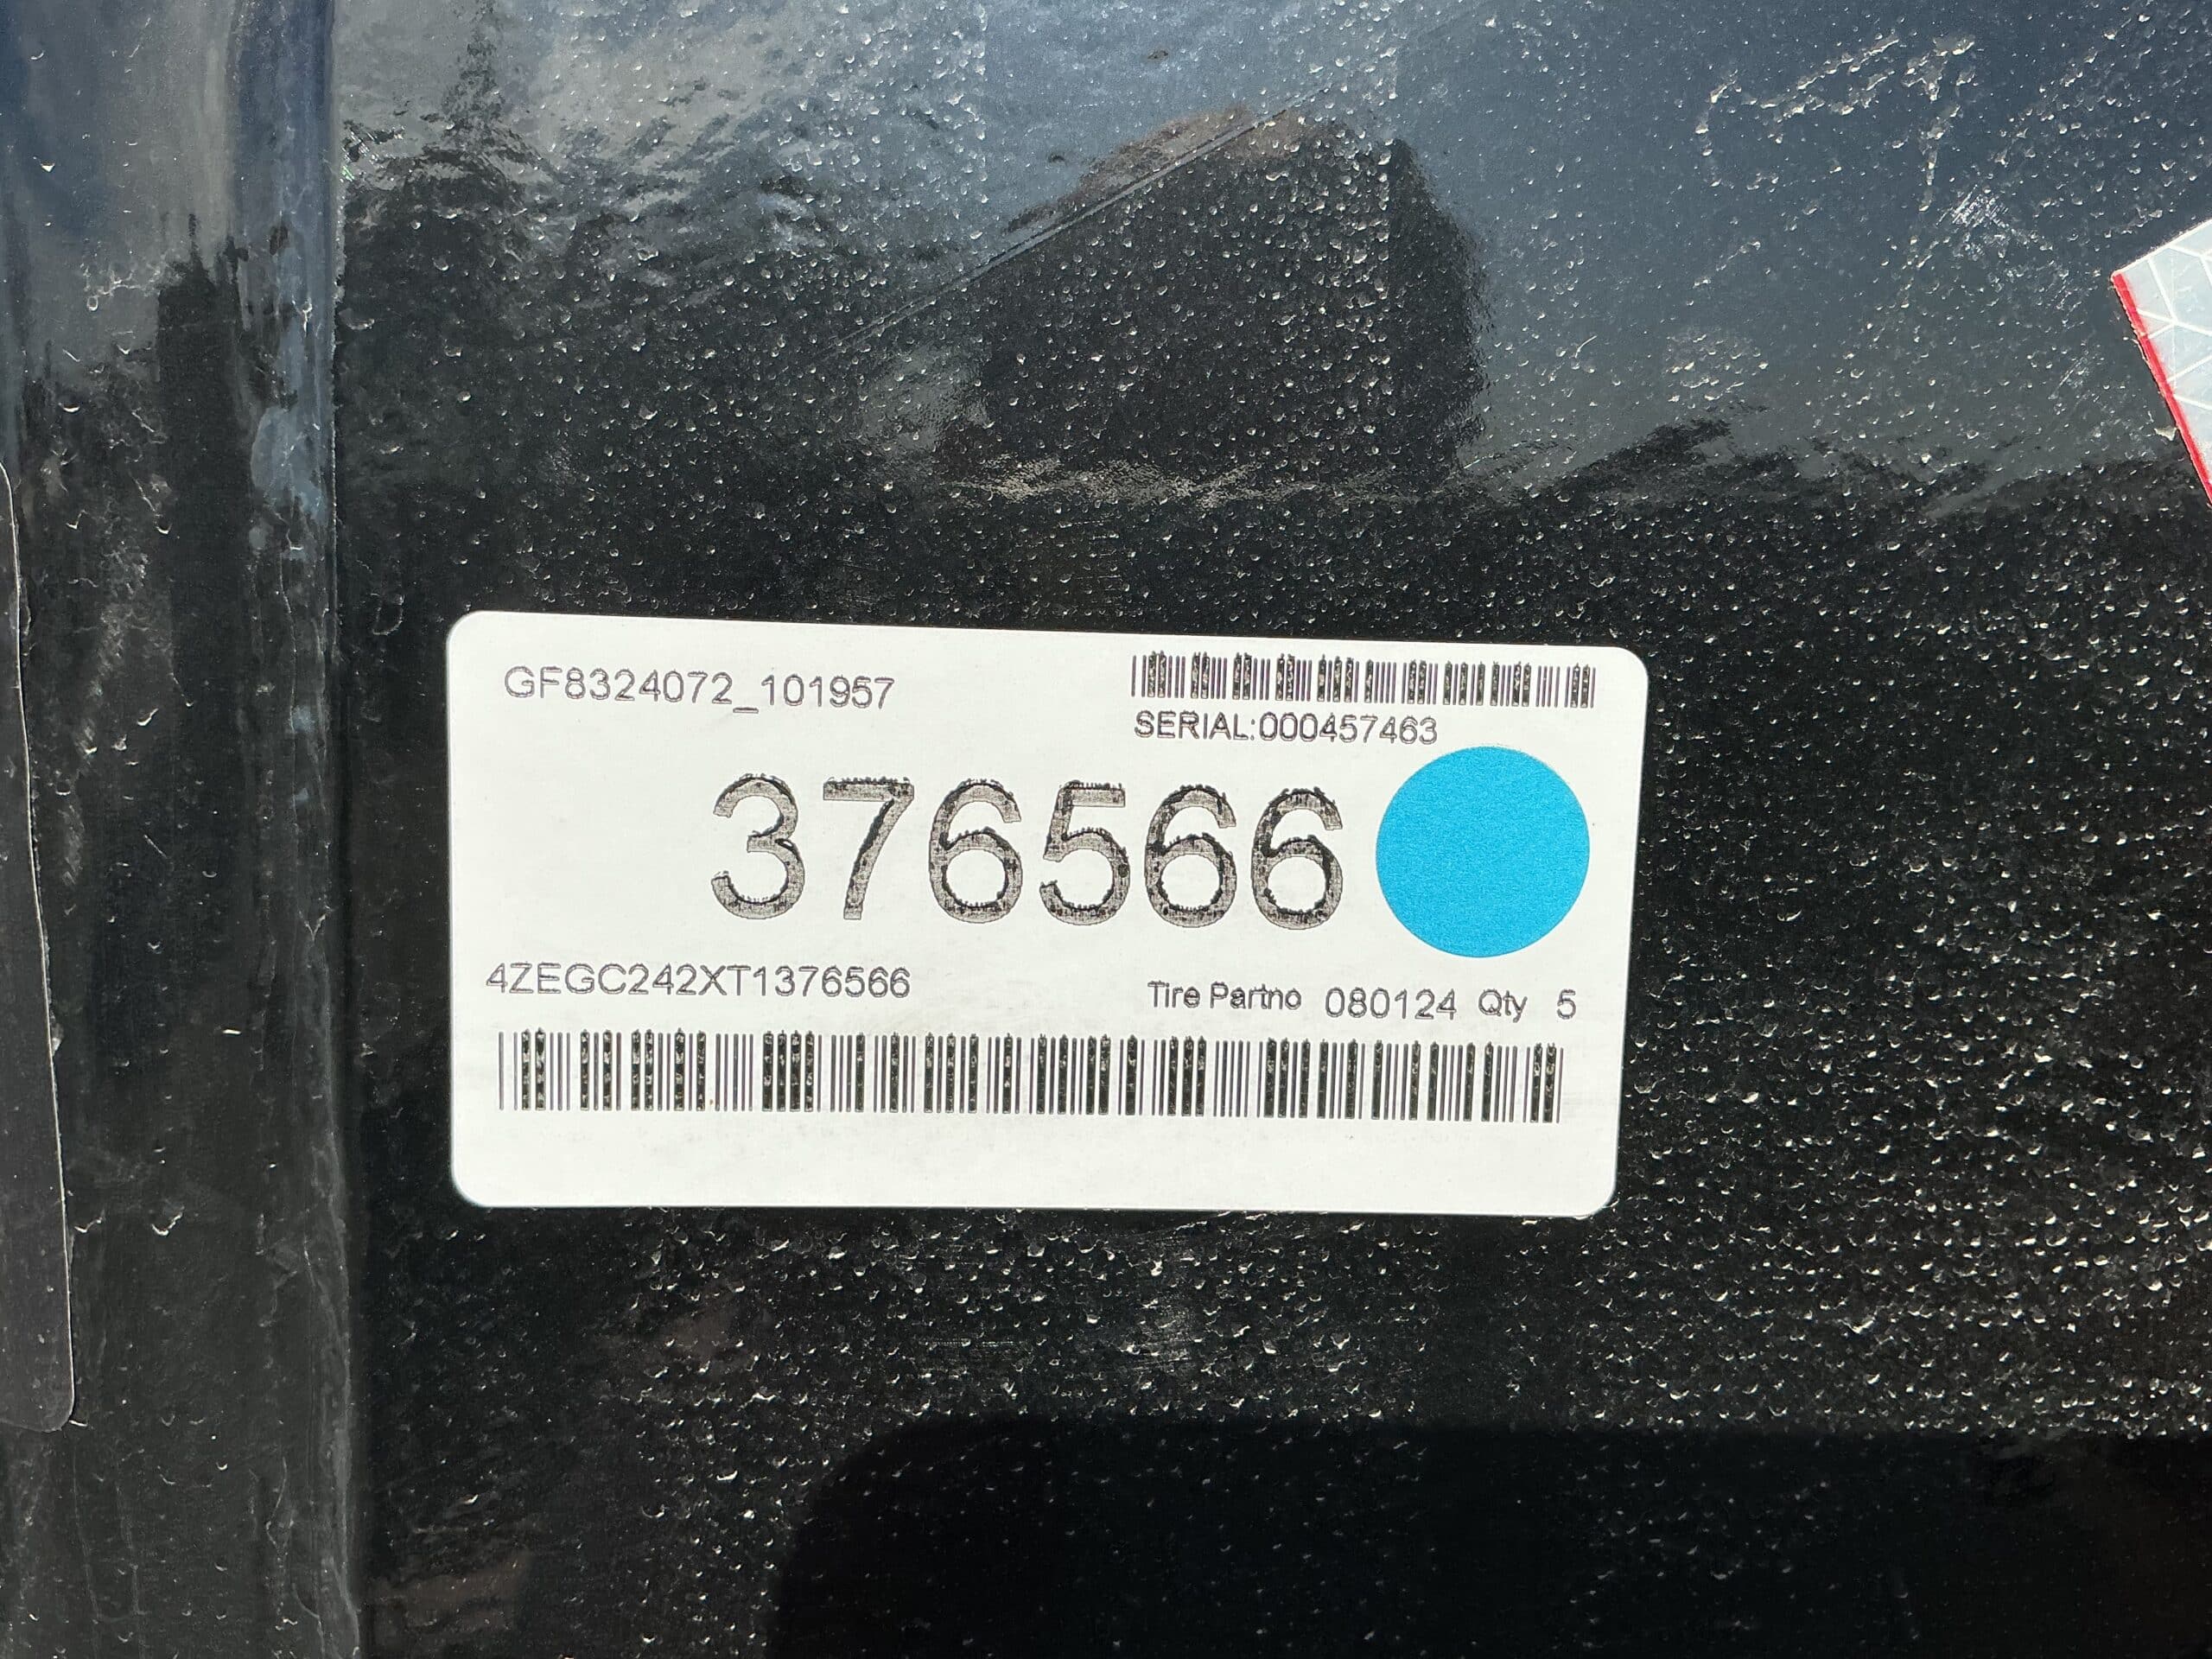 GF8324072_101957
SERIAL:000457463
376566
4ZEGC242XT1376566
Tire Partno 080124 Qty 5